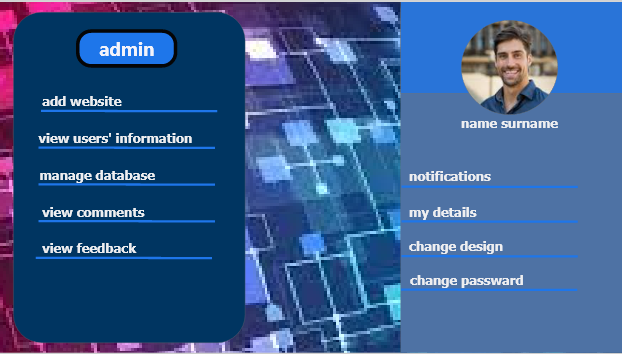 admin
add website
view users' information
manage database
view comments
view feedback
name surname
notifications
my details
change design
change passward